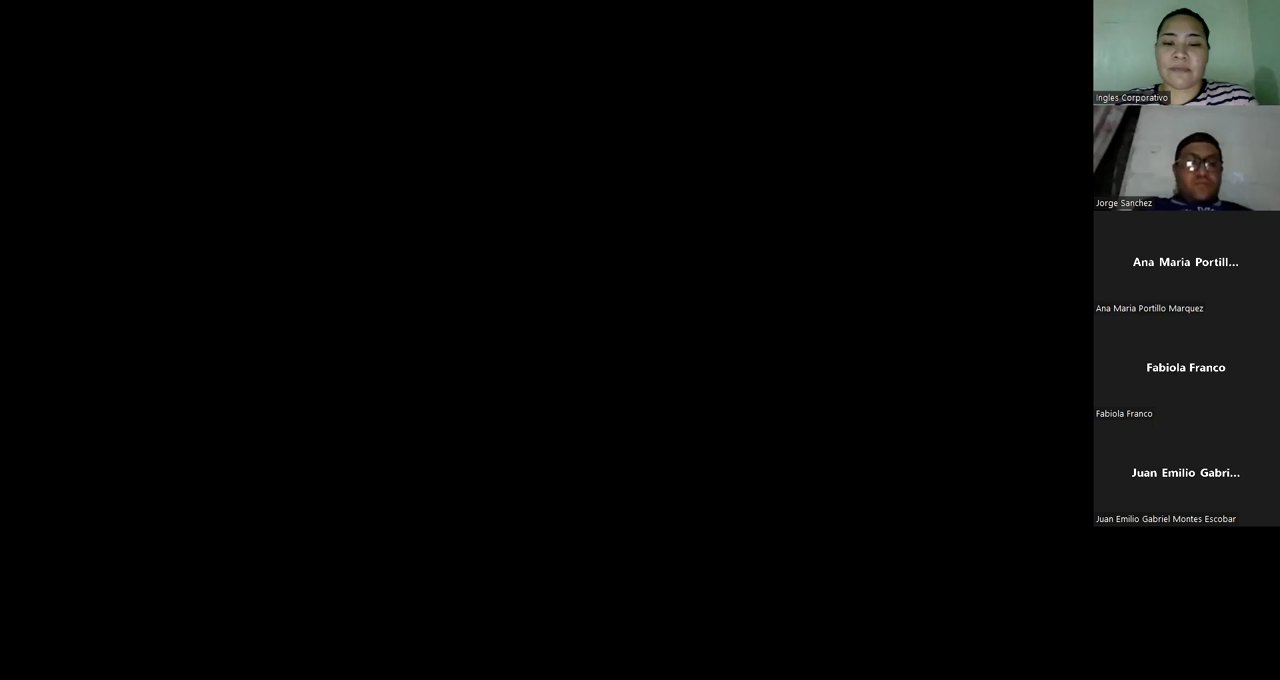 Ingles Corporativo
Jorge Sanchez
Ana Maria Portill...
Ana Maria Portillo Marquez
Fabiola Franco
Fabiola Franco
Juan Emilio Gabri...
Juan Emilio Gabriel Montes Escobar